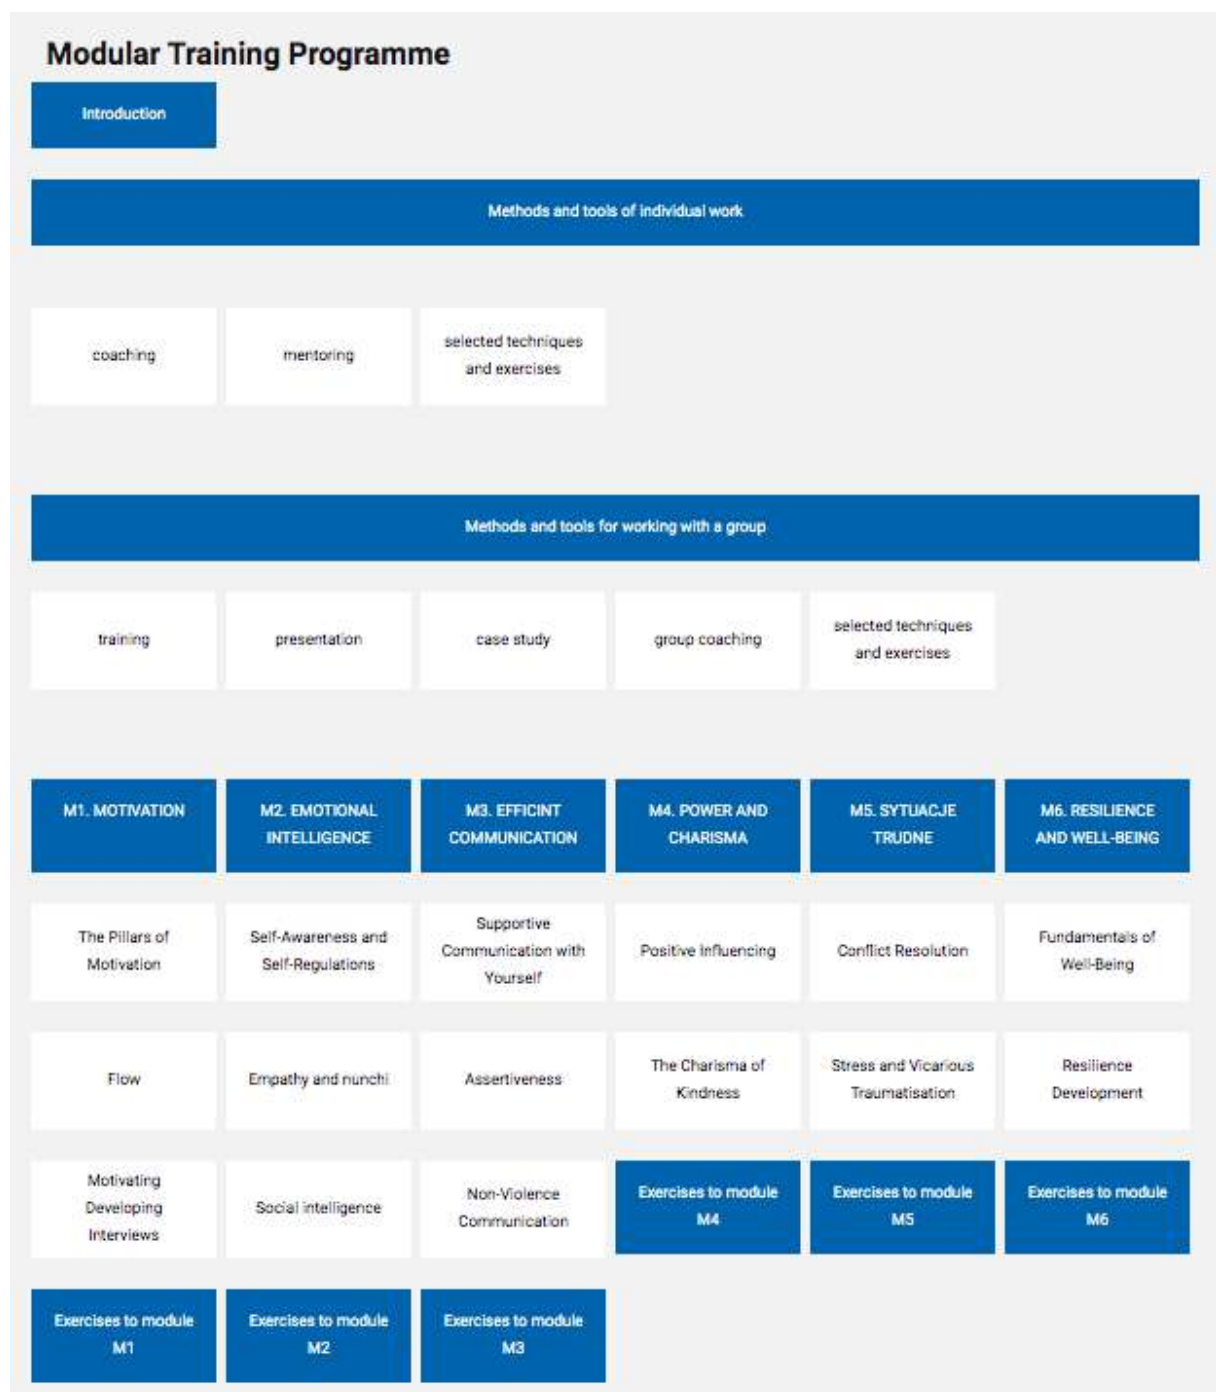 Modular Training Programme
Introduction
Methods and tools of individual work
coaching
mentoring
selected techniques
and exercises
Methods and tools for working with a group
training
presentation
case study
group coaching
selected techniques
and exercises
M1. MOTIVATION
M2. EMOTIONAL
INTELLIGENCE
M3. EFFICINT
COMMUNICATION
M4. POWER AND
CHARISMA
M5. SYTUACJE
TRUDNE
M6. RESILIENCE
AND WELL-BEING
The Pillars of
Motivation
Self-Awareness and
Self-Regulations
Supportive
Communication with
Yourself
Positive Influencing
Conflict Resolution
Fundamentals of
Well-Being
Flow
Empathy and nunchi
Assertiveness
The Charisma of
Kindness
Stress and Vicarious
Traumatisation
Resilience
Development
Motivating
Developing
Interviews
Social intelligence
Non-Violence
Communication
Exercises to module
M4
Exercises to module
M5
Exercises to module
M6
Exercises to module
M1
Exercises to module
M2
Exercises to module
M3